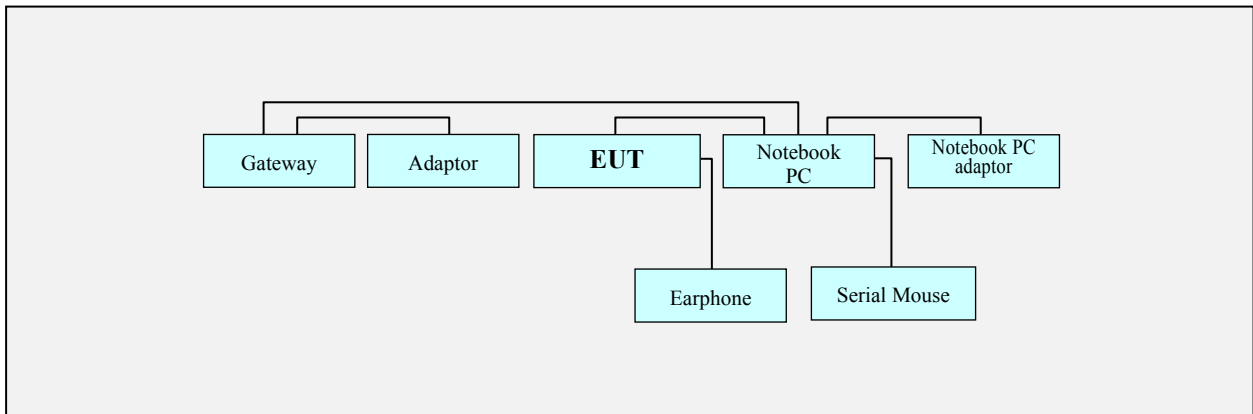 Gateway
Adaptor
EUT
Notebook
PC
Notebook PC
adaptor
Earphone
Serial Mouse